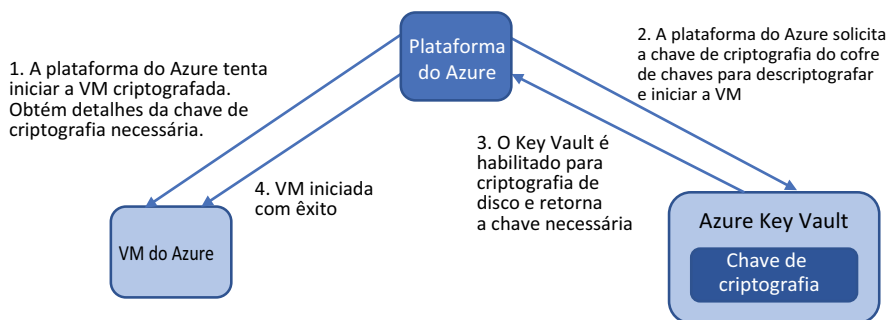 Plataforma
do Azure
1. A plataforma do Azure tenta
iniciar a VM criptografada.
Obtém detalhes da chave de
criptografia necessária.
2. A plataforma do Azure solicita
a chave de criptografia do cofre
de chaves para descriptografar
e iniciar a VM
3. O Key Vault é
habilitado para
criptografia de
disco e retorna
a chave necessária
4. VM iniciada
com êxito
VM do Azure
Azure Key Vault
Chave de
criptografia